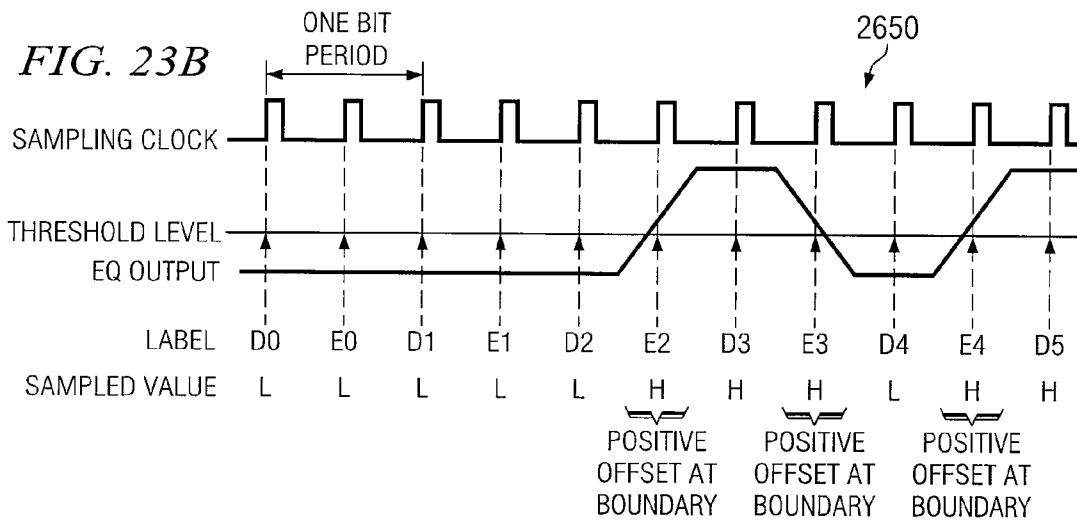 FIG. 23B
ONE BIT
PERIOD
2650
SAMPLING CLOCK
THRESHOLD LEVEL
EQ OUTPUT
LABEL D0 E0 D1 E1 D2 E2 D3 E3 D4 E4 D5
SAMPLED VALUE L L L L L H H H L H H
POSITIVE OFFSET AT BOUNDARY
POSITIVE OFFSET AT BOUNDARY
POSITIVE OFFSET AT BOUNDARY